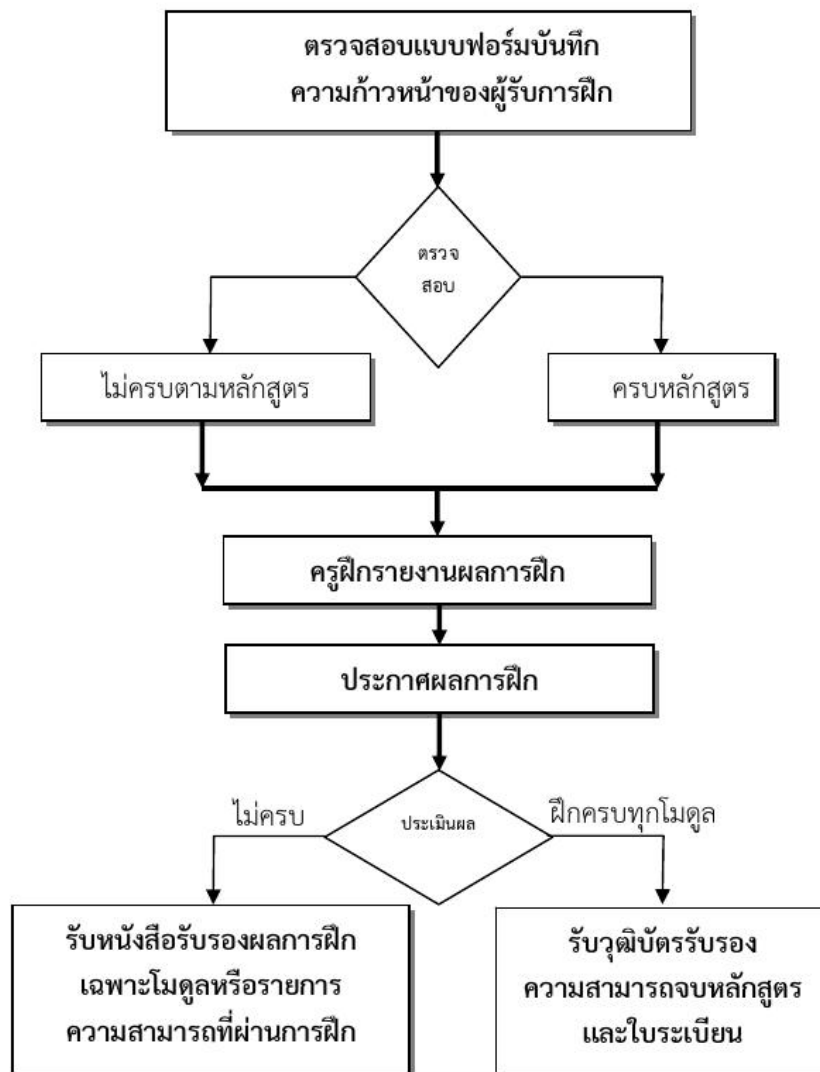 ตรวจสอบแบบฟอร์มบันทึก
ความก้าวหน้าของผู้รับการฝึก
ตรวจ
สอบ
ไม่ครบตามหลักสูตร
ครบหลักสูตร
ครูฝึกรายงานผลการฝึก
ประกาศผลการฝึก
ไม่ครบ
ประเมินผล
ฝึกครบทุกโมดูล
รับหนังสือรับรองผลการฝึก
เฉพาะโมดูลหรือรายการ
ความสามารถที่ผ่านการฝึก
รับวุฒิบัตรรับรอง
ความสามารถจบหลักสูตร
และใบระเบียน